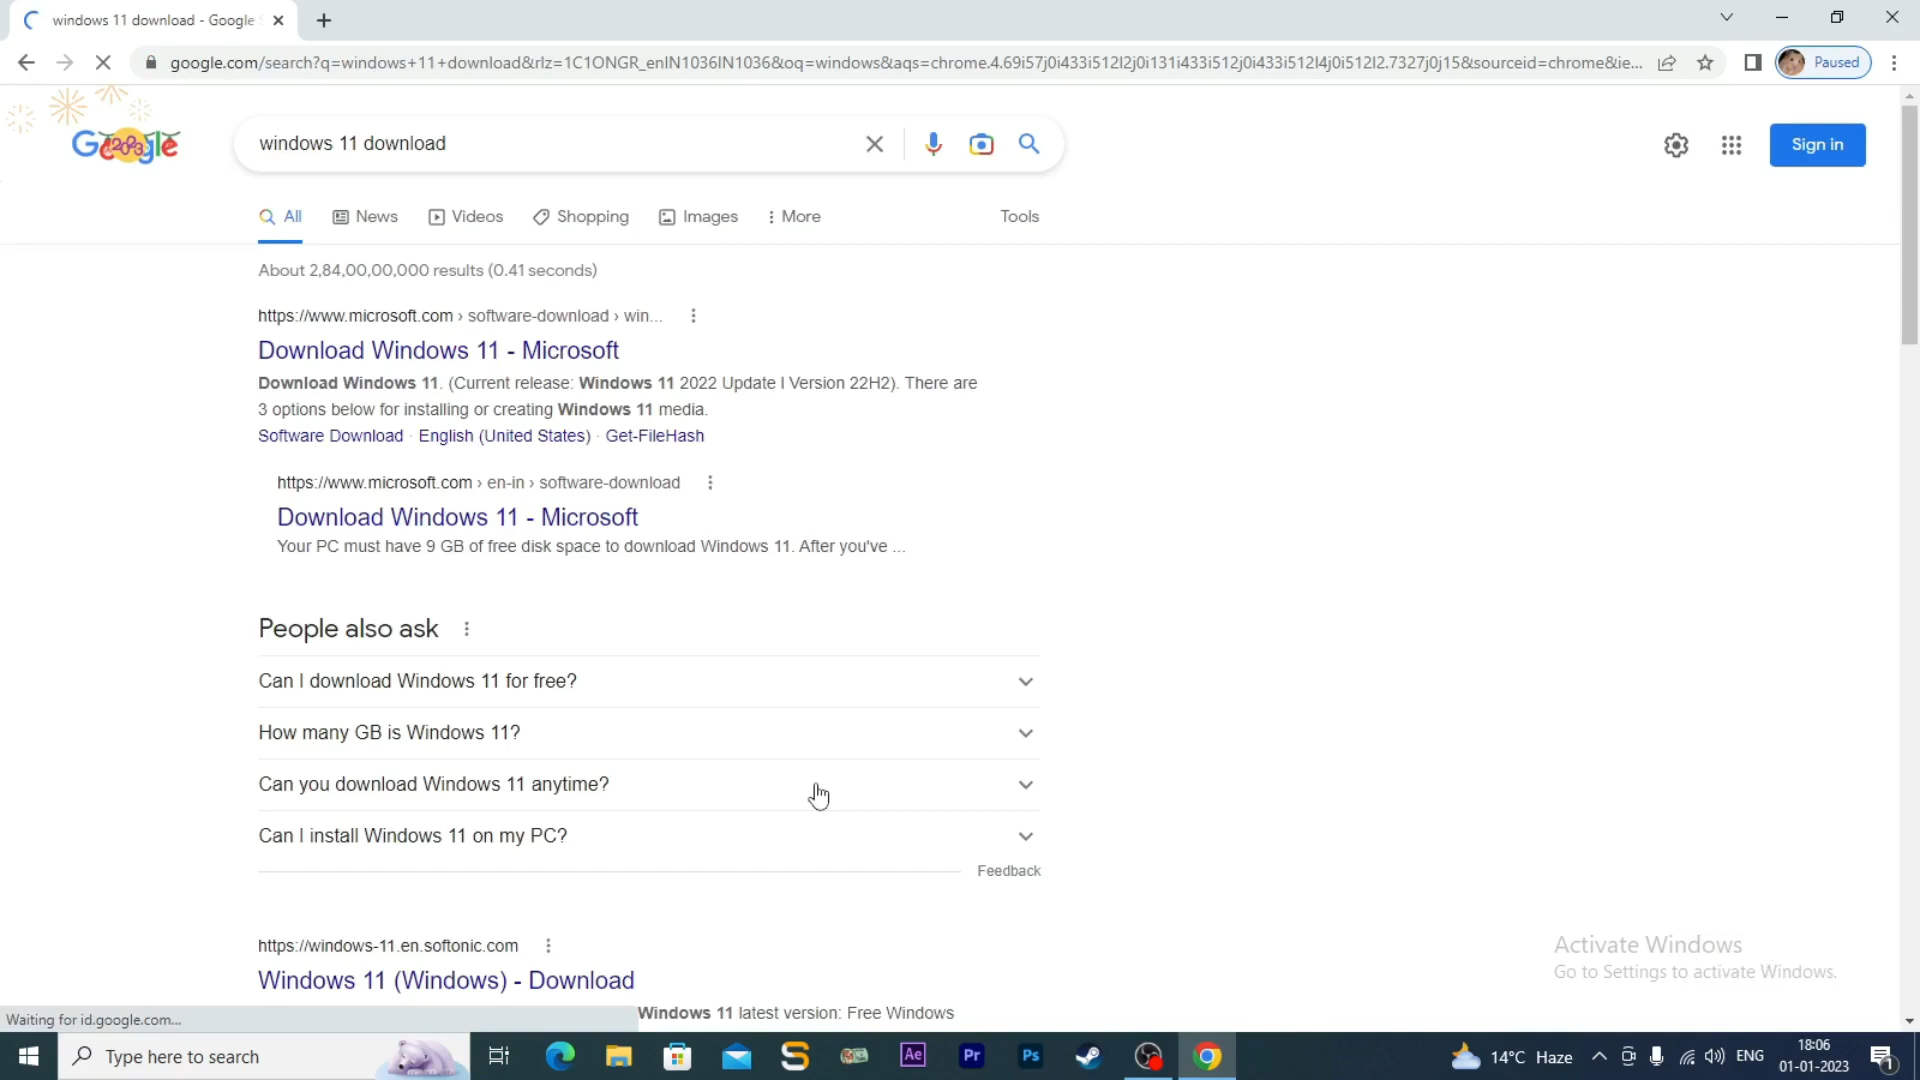 windows 11 download - Google S
google.com/search?q=windows+11+download&rlz=1C1ONGR_enIN1036IN1036&oq=windows&aqs=chrome.4.69i57j0i433i512l2j0i131i433i512j0i433i512l4j0i512l2.7327j0j15&sourceid=chrome&ie...
Paused
Google
2023
windows 11 download
Sign in
All
News
Videos
Shopping
Images
More
Tools
About 2,84,00,00,000 results (0.41 seconds)
https://www.microsoft.com › software-download › win...
Download Windows 11 - Microsoft
Download Windows 11. (Current release: Windows 11 2022 Update l Version 22H2). There are
3 options below for installing or creating Windows 11 media.
Software Download · English (United States) · Get-FileHash
https://www.microsoft.com › en-in › software-download
Download Windows 11 - Microsoft
Your PC must have 9 GB of free disk space to download Windows 11. After you've ...
People also ask
Can I download Windows 11 for free?
How many GB is Windows 11?
Can you download Windows 11 anytime?
Can I install Windows 11 on my PC?
Feedback
https://windows-11.en.softonic.com
Windows 11 (Windows) - Download
Windows 11 latest version: Free Windows
Activate Windows
Go to Settings to activate Windows.
Waiting for id.google.com...
Type here to search
Ae
Pr
Ps
14°C Haze
ENG
18:06
01-01-2023
1